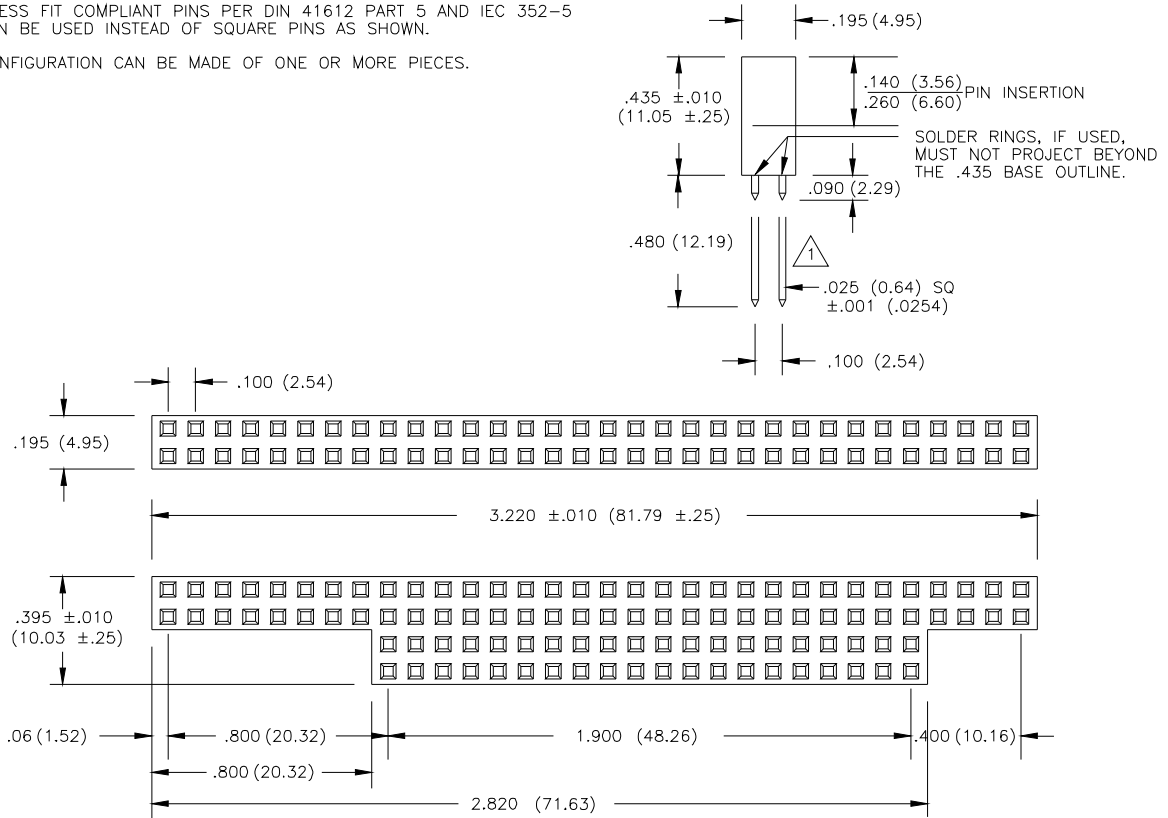 ESS FIT COMPLIANT PINS PER DIN 41612 PART 5 AND IEC 352-5
N BE USED INSTEAD OF SQUARE PINS AS SHOWN.
NFIGURATION CAN BE MADE OF ONE OR MORE PIECES.
.195 (4.95)
.435 ±.010
(11.05 ±.25)
.140 (3.56)
.260 (6.60)
PIN INSERTION
SOLDER RINGS, IF USED,
MUST NOT PROJECT BEYOND
THE .435 BASE OUTLINE.
.090 (2.29)
.480 (12.19)
1
.025 (0.64) SQ
±.001 (.0254)
.100 (2.54)
.100 (2.54)
.195 (4.95)
3.220 ±.010 (81.79 ±.25)
.395 ±.010
(10.03 ±.25)
.06 (1.52)
.800 (20.32)
1.900 (48.26)
.400 (10.16)
.800 (20.32)
2.820 (71.63)